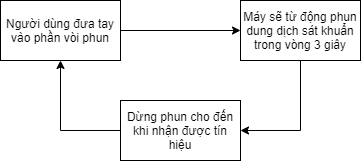 Người dùng đưa tay
vào phần vòi phun
Máy sẽ từ động phun
dung dịch sát khuẩn
trong vòng 3 giây
Dừng phun cho đến
khi nhận được tín
hiệu